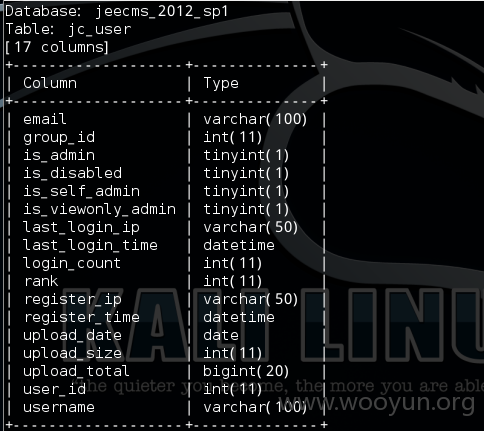 Database: jeecms_2012_sp1
Table: jc_user
[17 columns]
+-------------------+--------------+
| Column            | Type         |
+-------------------+--------------+
| email             | varchar(100) |
| group_id          | int(11)      |
| is_admin          | tinyint(1)   |
| is_disabled       | tinyint(1)   |
| is_self_admin     | tinyint(1)   |
| is_viewonly_admin | tinyint(1)   |
| last_login_ip     | varchar(50)  |
| last_login_time   | datetime     |
| login_count       | int(11)      |
| rank              | int(11)      |
| register_ip       | varchar(50)  |
| register_time     | datetime     |
| upload_date       | date         |
| upload_size       | int(11)      |
| upload_total      | bigint(20)   |
| user_id           | int(11)      |
| username          | varchar(100) |
+-------------------+--------------+
KALI LINU
The quieter you become, the more you are able
www.wooyun.org